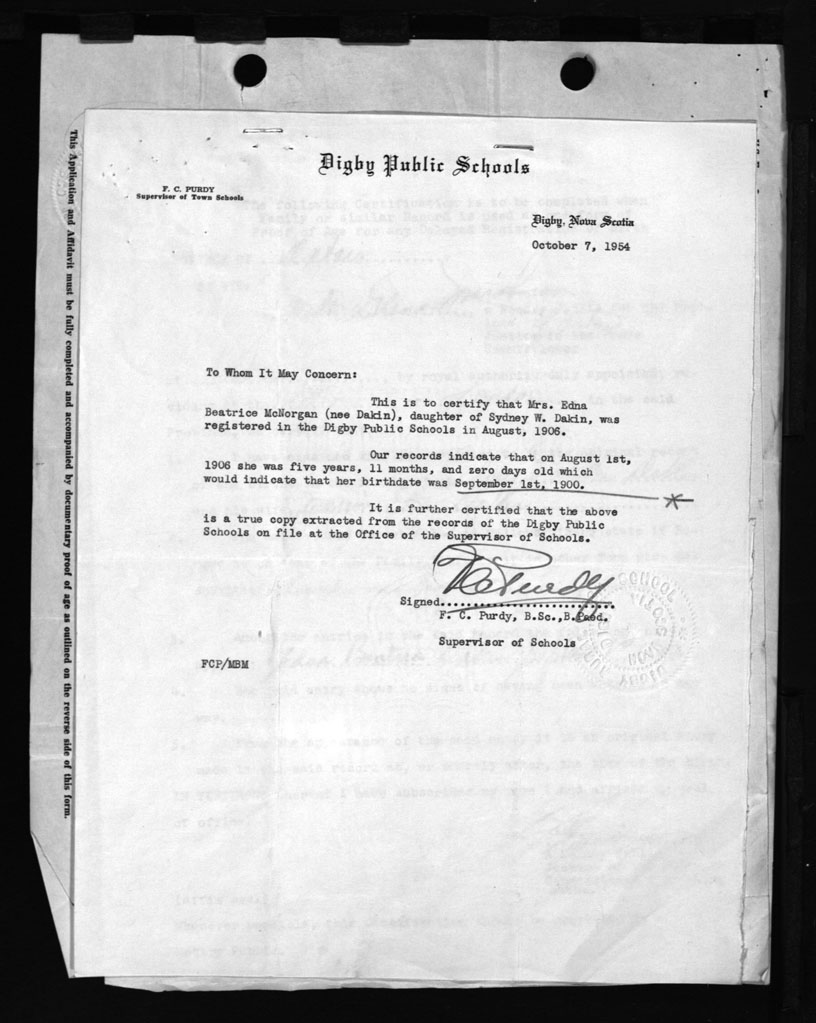 Digby Public Schools
F. C. PURDY
Supervisor of Town Schools
Digby, Nova Scotia
October 7, 1954
To Whom It May Concern:
This is to certify that Mrs. Edna
Beatrice McNorgan (nee Dakin), daughter of Sydney W. Dakin, was
registered in the Digby Public Schools in August, 1906.
Our records indicate that on August 1st,
1906 she was five years, 11 months, and zero days old which
would indicate that her birthdate was September 1st, 1900.
It is further certified that the above
is a true copy extracted from the records of the Digby Public
Schools on file at the Office of the Supervisor of Schools.
F C Purdy
Signed..............................
F. C. Purdy, B.Sc.,B.Paed.
Supervisor of Schools
FCP/MBM
This Application and Affidavit must be fully completed and accompanied by documentary proof of age as outlined on the reverse side of this form.